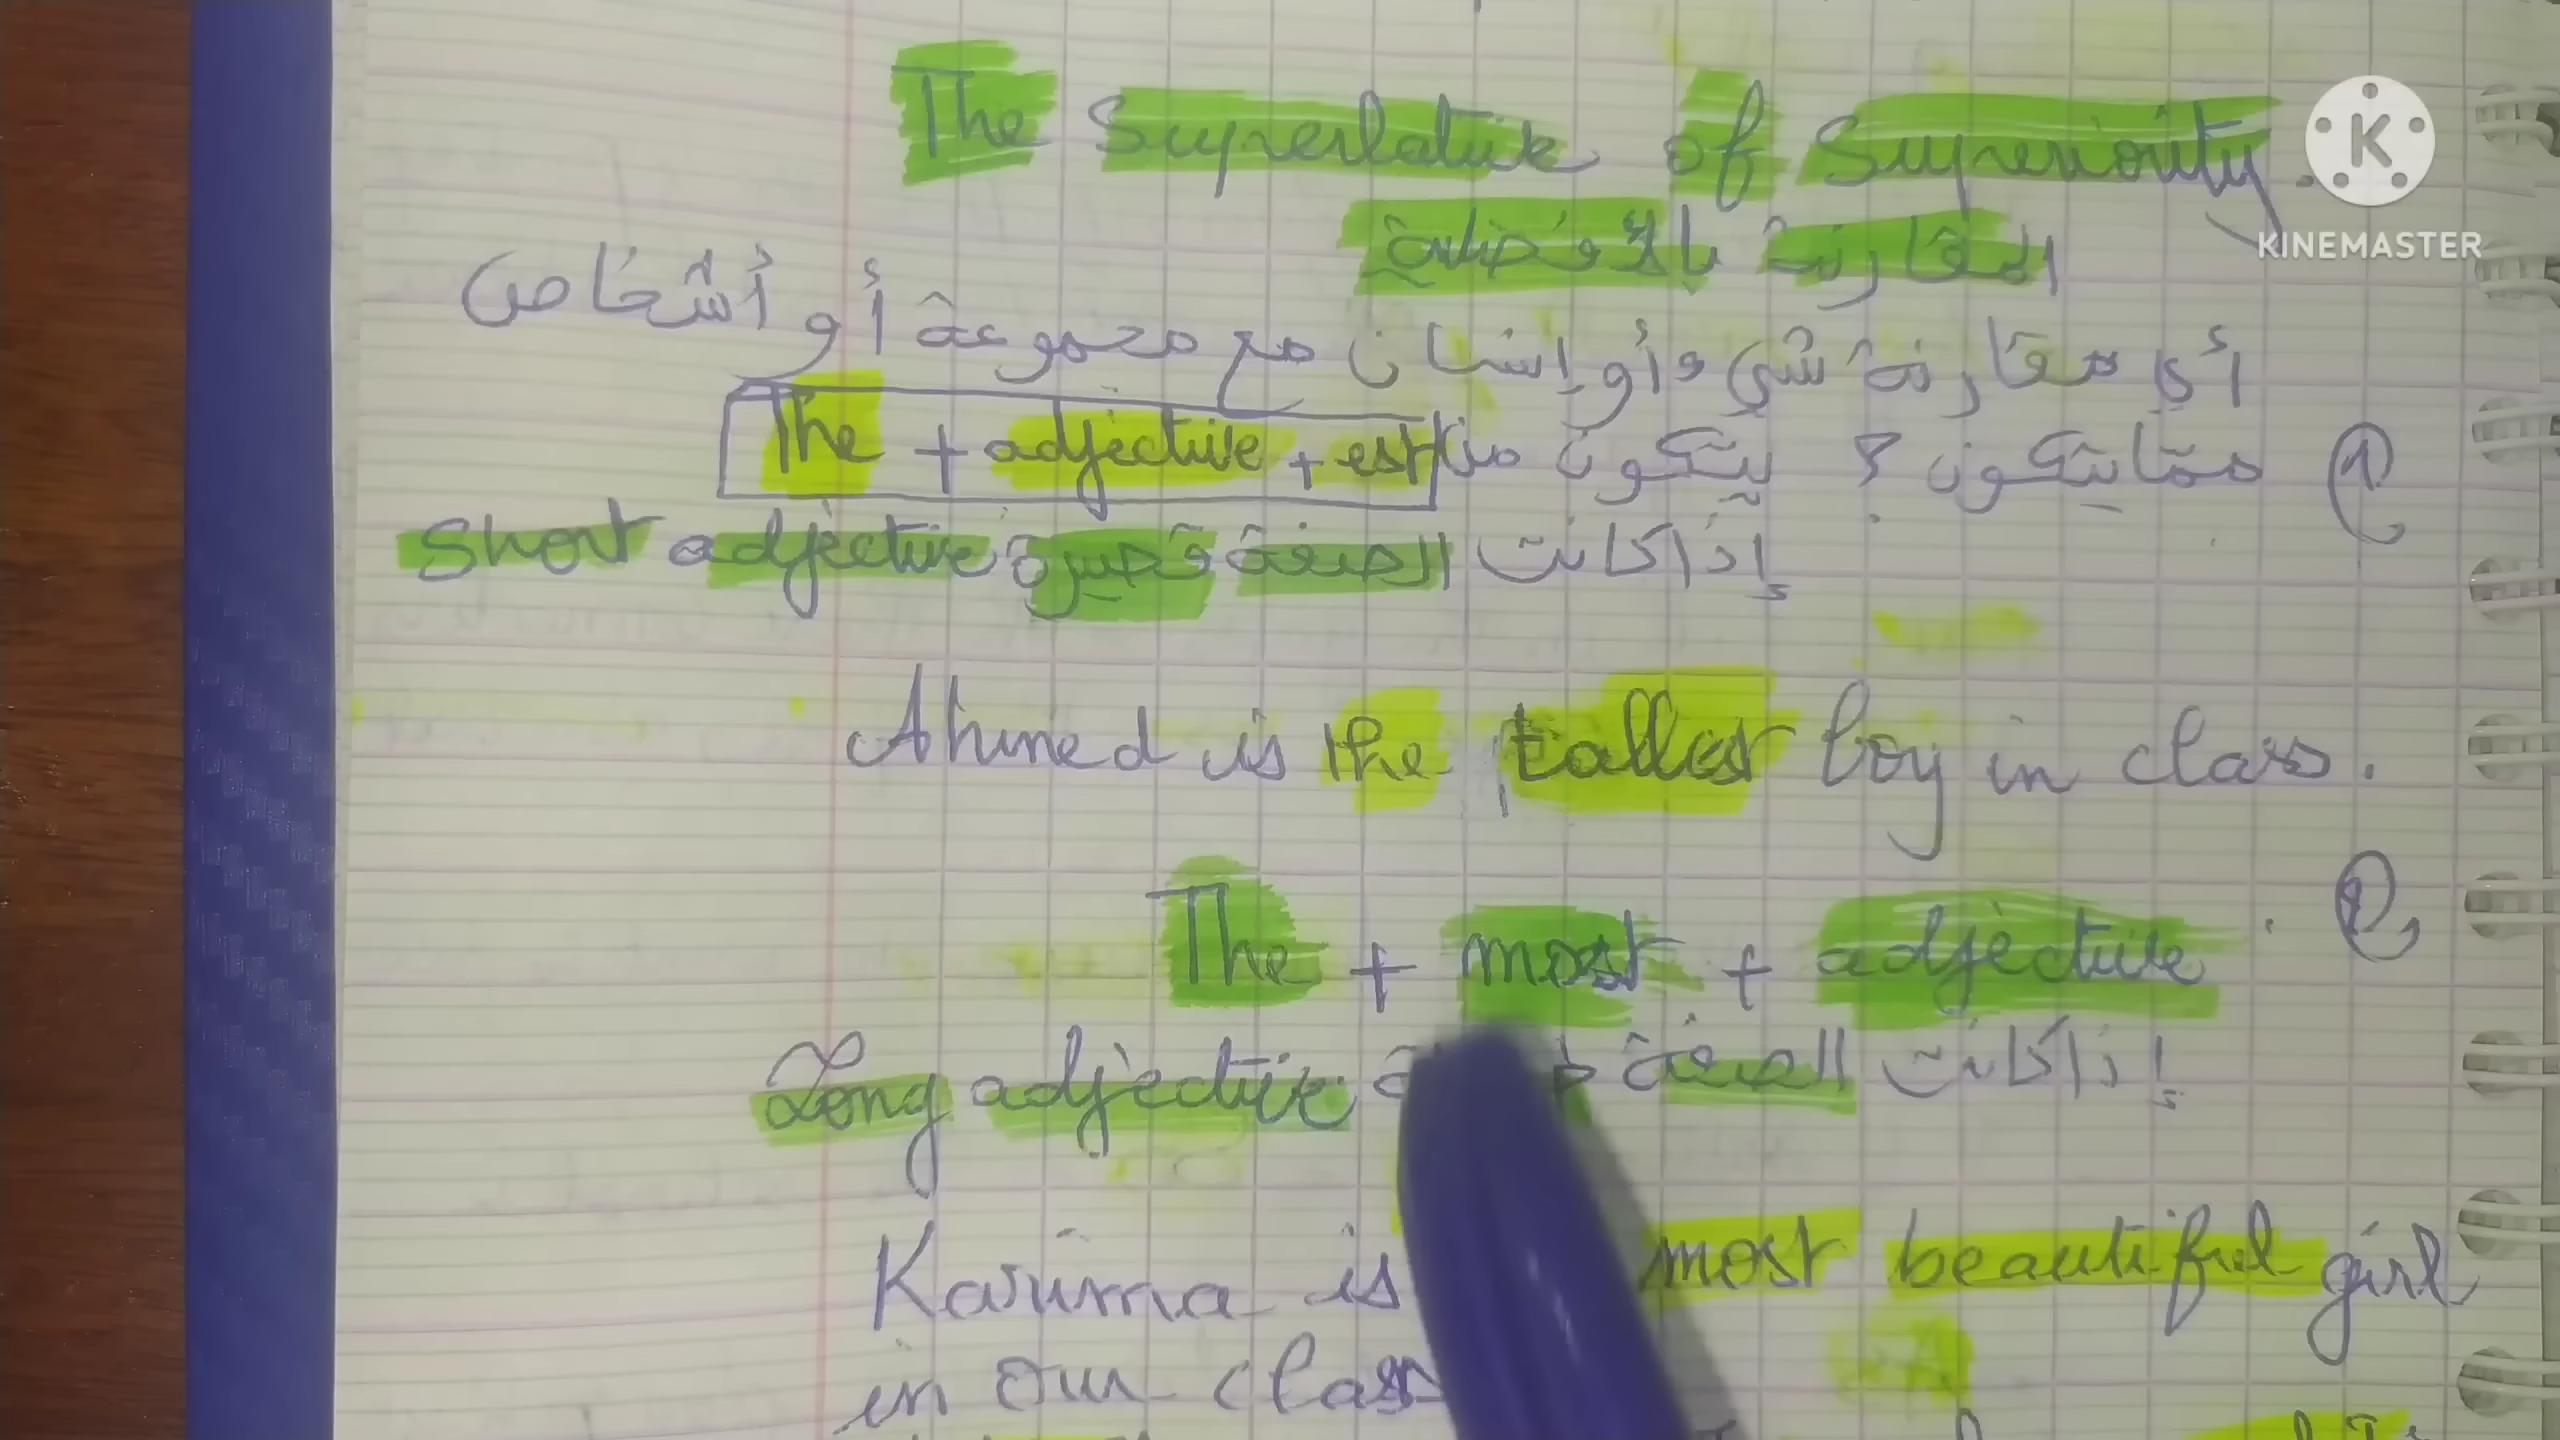 The Superlative of Superiority.
المقارنة بالأفضلية
أي مقارنة شيء أو إنسان مع مجموعة أو أشخاص
① ممّا يتكون ؟ يتكون من The + adjective + est
إذا كانت الصفة قصيرة Short adjective
Ahmed is the tallest boy in class.
② The + most + adjective
إذا كانت الصفة Long adjective
Karima is most beautiful girl
in our class
KINEMASTER